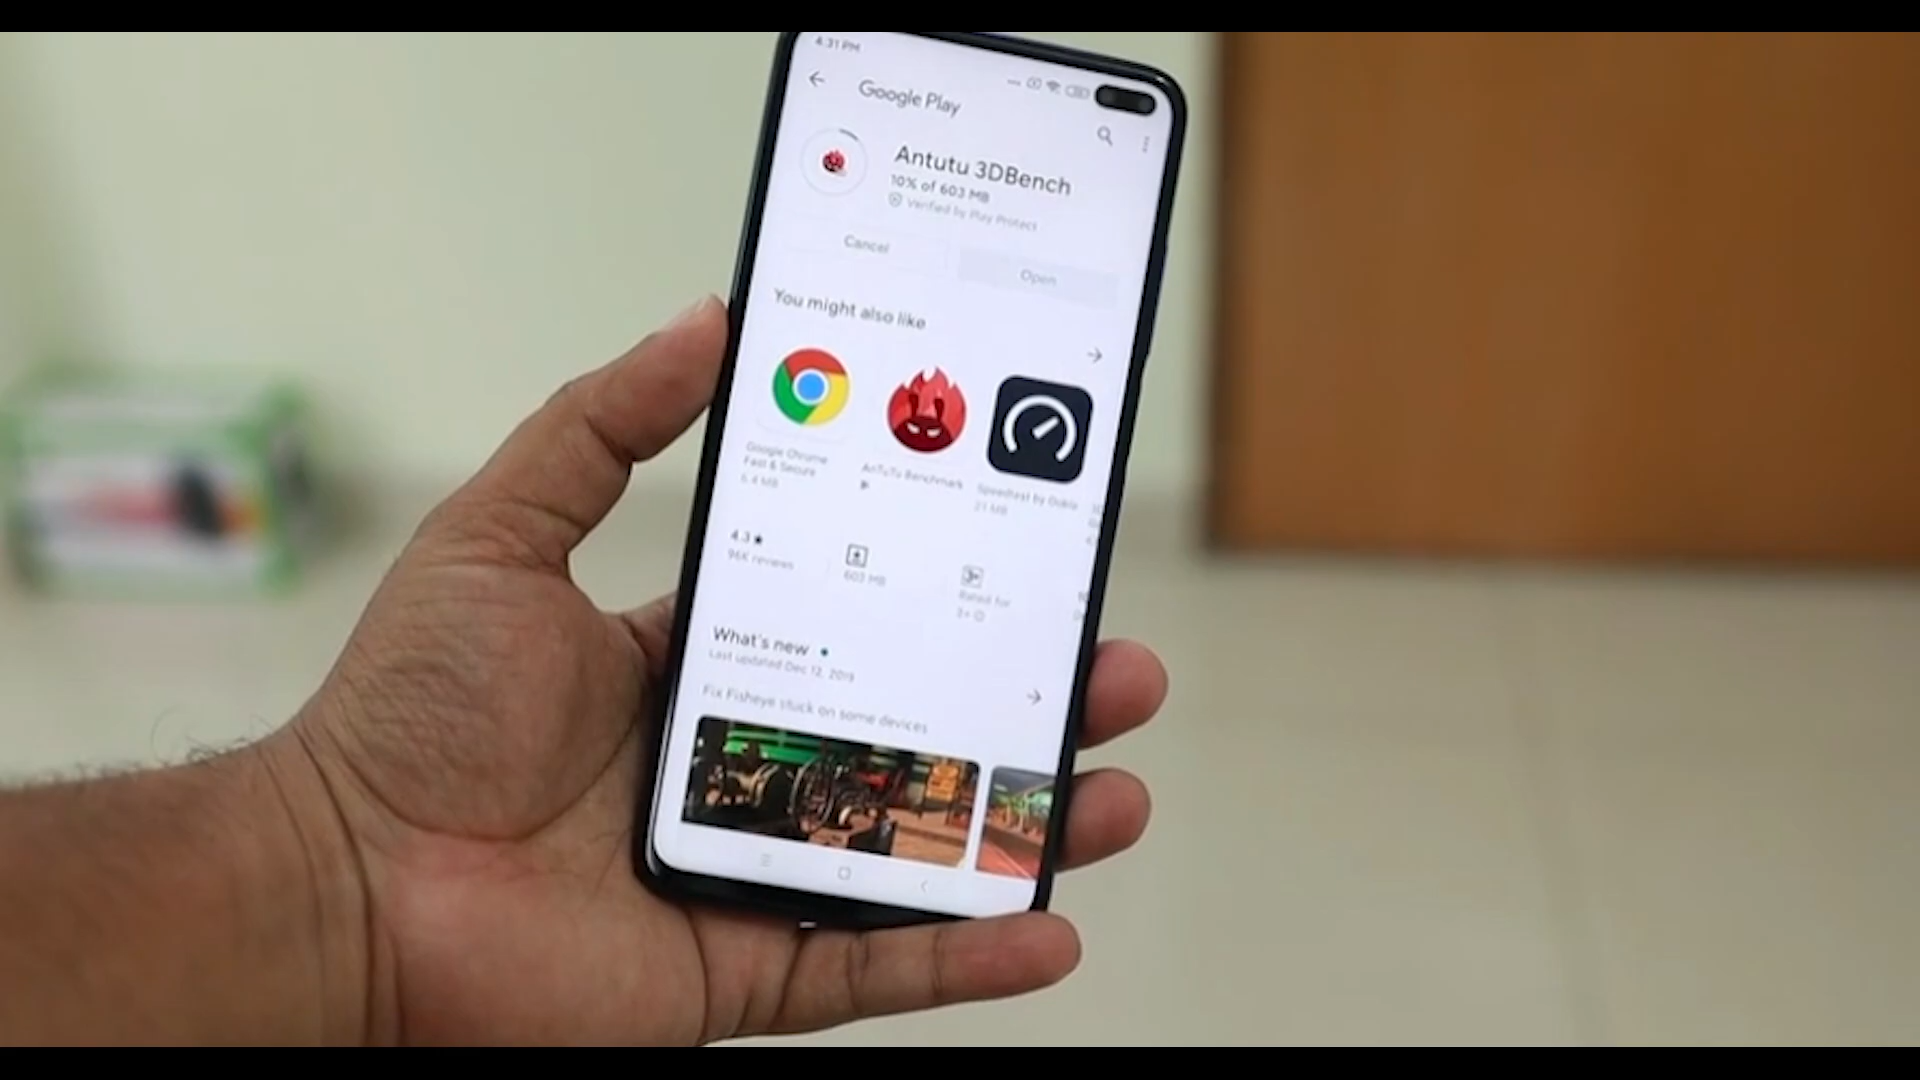 4:31 PM
Google Play
Antutu 3DBench
10% of 603 MB
Verified by Play Protect
Cancel
Open
You might also like
Google Chrome
Fast & Secure
6.4 MB
AnTuTu Benchmark
Speedtest by Ookla
21 MB
4.3★
96K reviews
603 MB
3+
Rated for
3+
What's new
Last updated Dec 12, 2019
Fix Fisheye stuck on some devices